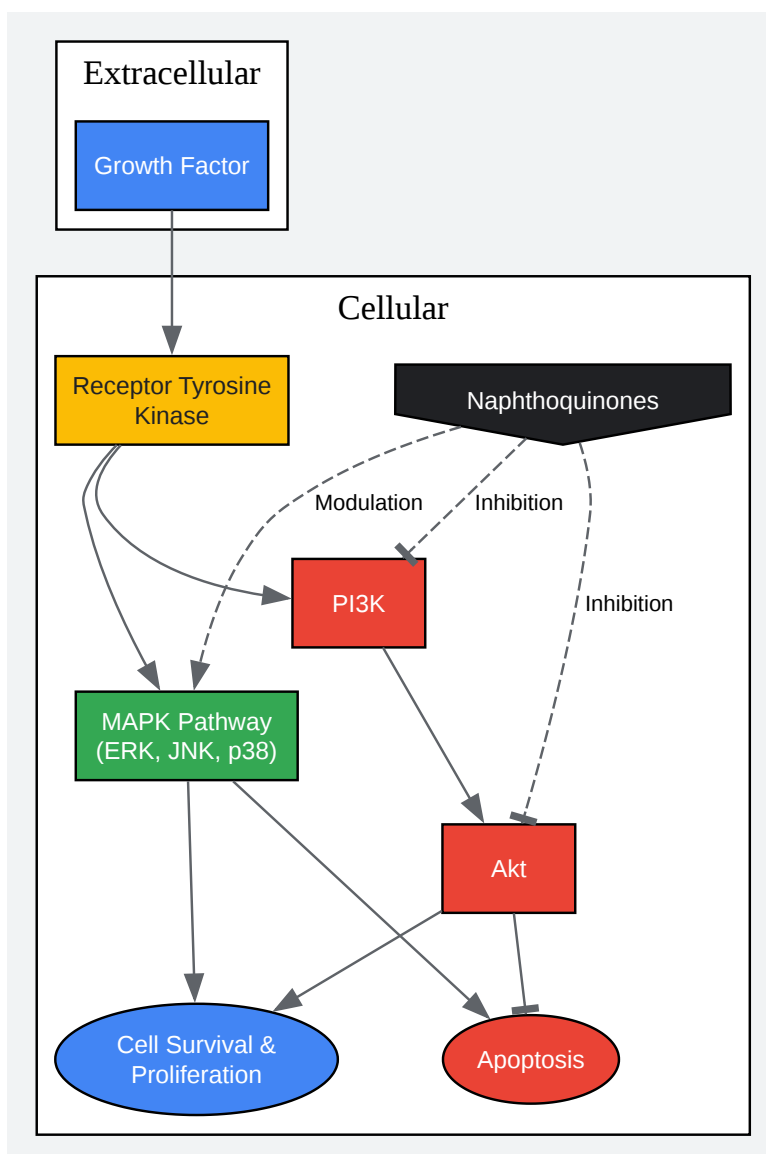 Extracellular
Growth Factor
Cellular
Receptor Tyrosine
Kinase
Naphthoquinones
Modulation
Inhibition
PI3K
Inhibition
MAPK Pathway
(ERK, JNK, p38)
Akt
Cell Survival &
Proliferation
Apoptosis